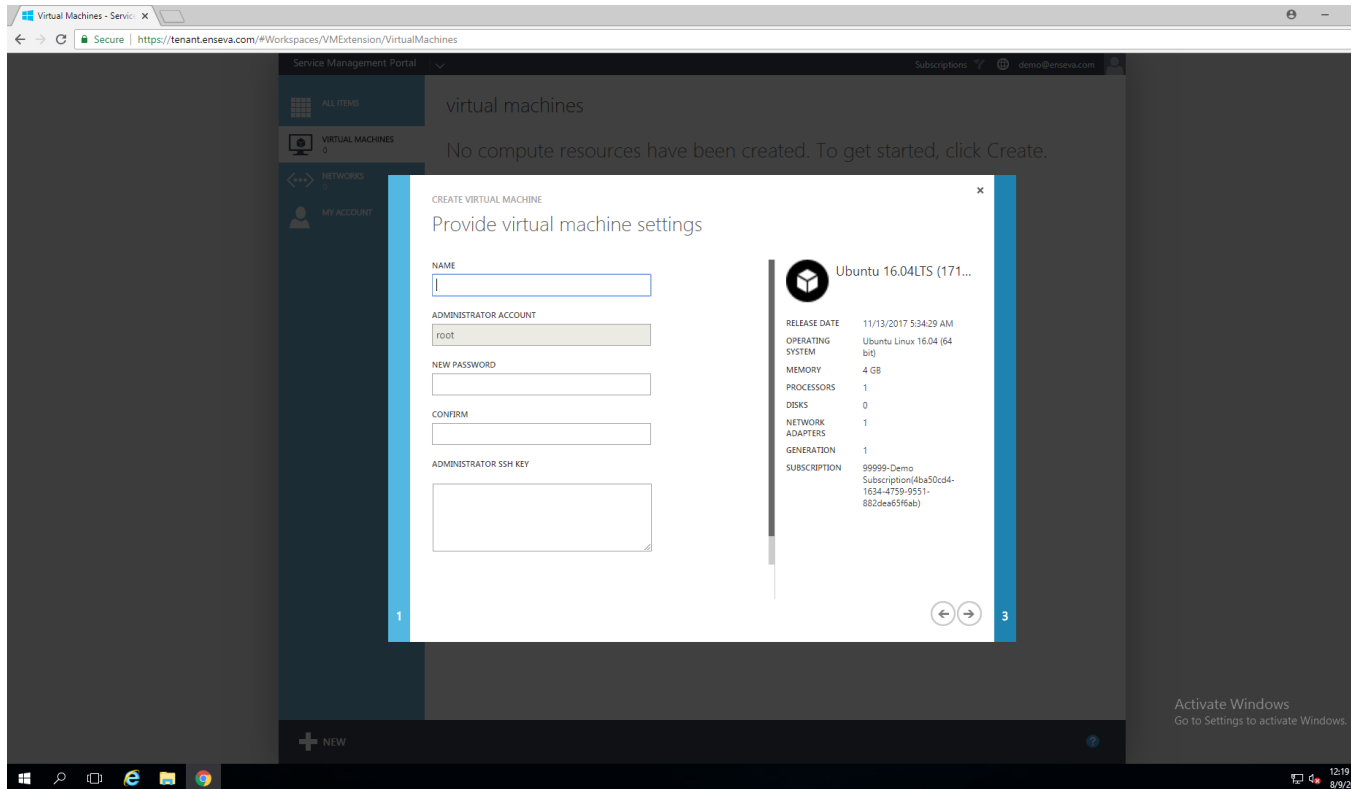 Virtual Machines - Servic
Secure | https://tenant.enseva.com/#Workspaces/VMExtension/VirtualMachines
Service Management Portal
Subscriptions
demo@enseva.com
ALL ITEMS
virtual machines
VIRTUAL MACHINES
0
No compute resources have been created. To get started, click Create.
NETWORKS
0
MY ACCOUNT
CREATE VIRTUAL MACHINE
Provide virtual machine settings
NAME
ADMINISTRATOR ACCOUNT
root
NEW PASSWORD
CONFIRM
ADMINISTRATOR SSH KEY
Ubuntu 16.04LTS (171...
RELEASE DATE 11/13/2017 5:34:29 AM
OPERATING SYSTEM Ubuntu Linux 16.04 (64 bit)
MEMORY 4 GB
PROCESSORS 1
DISKS 0
NETWORK ADAPTERS 1
GENERATION 1
SUBSCRIPTION 99999-Demo
Subscription(4ba50cd4-
1634-4759-9551-
882dea65f6ab)
1
3
Activate Windows
Go to Settings to activate Windows.
NEW
?
12:19
8/9/2